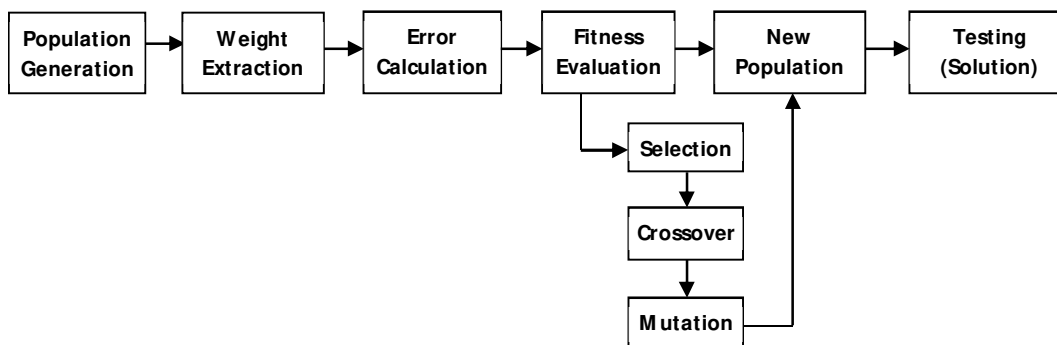 Population
Generation
Weight
Extraction
Error
Calculation
Fitness
Evaluation
New
Population
Testing
(Solution)
Selection
Crossover
Mutation